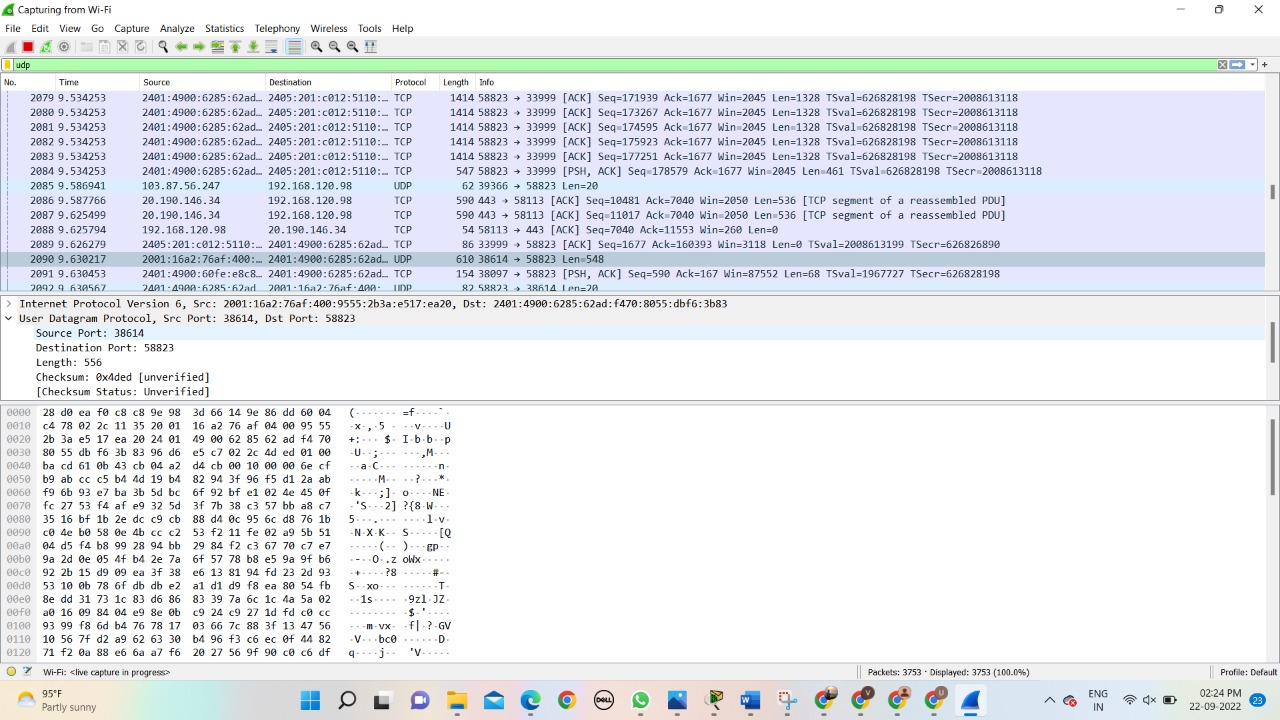 Capturing from Wi-Fi
File Edit View Go Capture Analyze Statistics Telephony Wireless Tools Help
udp
No. Time Source Destination Protocol Length Info
2079 9.534253 2401:4900:6285:62ad… 2405:201:c012:5110:… TCP 1414 58823 → 33999 [ACK] Seq=171939 Ack=1677 Win=2045 Len=1328 TSval=626828198 TSecr=2008613118
2080 9.534253 2401:4900:6285:62ad… 2405:201:c012:5110:… TCP 1414 58823 → 33999 [ACK] Seq=173267 Ack=1677 Win=2045 Len=1328 TSval=626828198 TSecr=2008613118
2081 9.534253 2401:4900:6285:62ad… 2405:201:c012:5110:… TCP 1414 58823 → 33999 [ACK] Seq=174595 Ack=1677 Win=2045 Len=1328 TSval=626828198 TSecr=2008613118
2082 9.534253 2401:4900:6285:62ad… 2405:201:c012:5110:… TCP 1414 58823 → 33999 [ACK] Seq=175923 Ack=1677 Win=2045 Len=1328 TSval=626828198 TSecr=2008613118
2083 9.534253 2401:4900:6285:62ad… 2405:201:c012:5110:… TCP 1414 58823 → 33999 [ACK] Seq=177251 Ack=1677 Win=2045 Len=1328 TSval=626828198 TSecr=2008613118
2084 9.534253 2401:4900:6285:62ad… 2405:201:c012:5110:… TCP 547 58823 → 33999 [PSH, ACK] Seq=178579 Ack=1677 Win=2045 Len=461 TSval=626828198 TSecr=2008613118
2085 9.586941 103.87.56.247 192.168.120.98 UDP 62 39366 → 58823 Len=20
2086 9.587766 20.190.146.34 192.168.120.98 TCP 590 443 → 58113 [ACK] Seq=10481 Ack=7040 Win=2050 Len=536 [TCP segment of a reassembled PDU]
2087 9.625499 20.190.146.34 192.168.120.98 TCP 590 443 → 58113 [ACK] Seq=11017 Ack=7040 Win=2050 Len=536 [TCP segment of a reassembled PDU]
2088 9.625794 192.168.120.98 20.190.146.34 TCP 54 58113 → 443 [ACK] Seq=7040 Ack=11553 Win=260 Len=0
2089 9.626279 2405:201:c012:5110:… 2401:4900:6285:62ad… TCP 86 33999 → 58823 [ACK] Seq=1677 Ack=160393 Win=3118 Len=0 TSval=2008613199 TSecr=626826890
2090 9.630217 2001:16a2:76af:400:… 2401:4900:6285:62ad… UDP 610 38614 → 58823 Len=548
2091 9.630453 2401:4900:60fe:e8c8… 2401:4900:6285:62ad… TCP 154 38097 → 58823 [PSH, ACK] Seq=590 Ack=167 Win=87552 Len=68 TSval=1967727 TSecr=626828198
2092 9.630567 2401:4900:6285:62ad… 2001:16a2:76af:400:… UDP 82 58823 → 38614 Len=20
Internet Protocol Version 6, Src: 2001:16a2:76af:400:9555:2b3a:e517:ea20, Dst: 2401:4900:6285:62ad:f470:8055:dbf6:3b83
User Datagram Protocol, Src Port: 38614, Dst Port: 58823
Source Port: 38614
Destination Port: 58823
Length: 556
Checksum: 0x4ded [unverified]
[Checksum Status: Unverified]
0000 28 d0 ea f0 c8 c8 9e 98 3d 66 14 9e 86 dd 60 04 (······· =f····`·
0010 c4 78 02 2c 11 35 20 01 16 a2 76 af 04 00 95 55 ·x·,·5 · ··v····U
0020 2b 3a e5 17 ea 20 24 01 49 00 62 85 62 ad f4 70 +:··· $· I·b·b··p
0030 80 55 db f6 3b 83 96 d6 e5 c7 02 2c 4d ed 01 00 ·U··;··· ···,M···
0040 ba cd 61 0b 43 cb 04 a2 d4 cb 00 10 00 00 6e cf ··a·C··· ······n·
0050 b9 ab cc c5 b4 4d 19 b4 82 94 3f 96 f5 d1 2a ab ·····M·· ··?···*·
0060 f9 6b 93 e7 ba 3b 5d bc 6f 92 bf e1 02 4e 45 0f ·k···;]· o····NE·
0070 fc 27 53 f4 af e9 32 5d 3f 7b 38 c3 57 bb a8 c7 ·'S···2] ?{8·W···
0080 35 16 bf 1b 2e dc c9 cb 88 d4 0c 95 6c d8 76 1b 5···.··· ····l·v·
0090 c0 4e b0 58 0e 4b cc c2 53 f2 11 fe 02 a9 5b 51 ·N·X·K·· S·····[Q
00a0 04 d5 f4 b8 99 28 94 bb 29 84 f2 c3 67 70 c7 e7 ·····(·· )···gp··
00b0 9a 2d 0e 05 4f b4 2e 7a 6f 57 78 b8 e5 9a 9f b6 ·-··O·.z oWx·····
00c0 92 2b 15 d9 09 ea 3f 38 e6 13 81 94 fd 23 2d 93 ·+····?8 ·····#-·
00d0 53 10 0b 78 6f db db e2 a1 d1 d9 f8 ea 80 54 fb S··xo··· ······T·
00e0 8e dd 31 73 1c 83 d6 86 83 39 7a 6c 1c 4a 5a 02 ··1s···· ·9zl·JZ·
00f0 a0 16 09 84 04 e9 8e 0b c9 24 c9 27 1d fd c0 cc ········ ·$·'····
0100 93 99 f8 6d b4 76 78 17 03 66 7c 88 3f 13 47 56 ···m·vx· ·f|·?·GV
0110 10 56 7f d2 a9 62 63 30 b4 96 f3 c6 ec 0f 44 82 ·V···bc0 ······D·
0120 71 f2 0a 88 e6 6a a7 f6 20 27 56 9f 90 c0 c6 df q····j·· 'V·····
Wi-Fi: <live capture in progress> Packets: 3753 · Displayed: 3753 (100.0%) Profile: Default
95°F
Partly sunny
DELL
V
U
ENG
IN
02:24 PM
22-09-2022
23